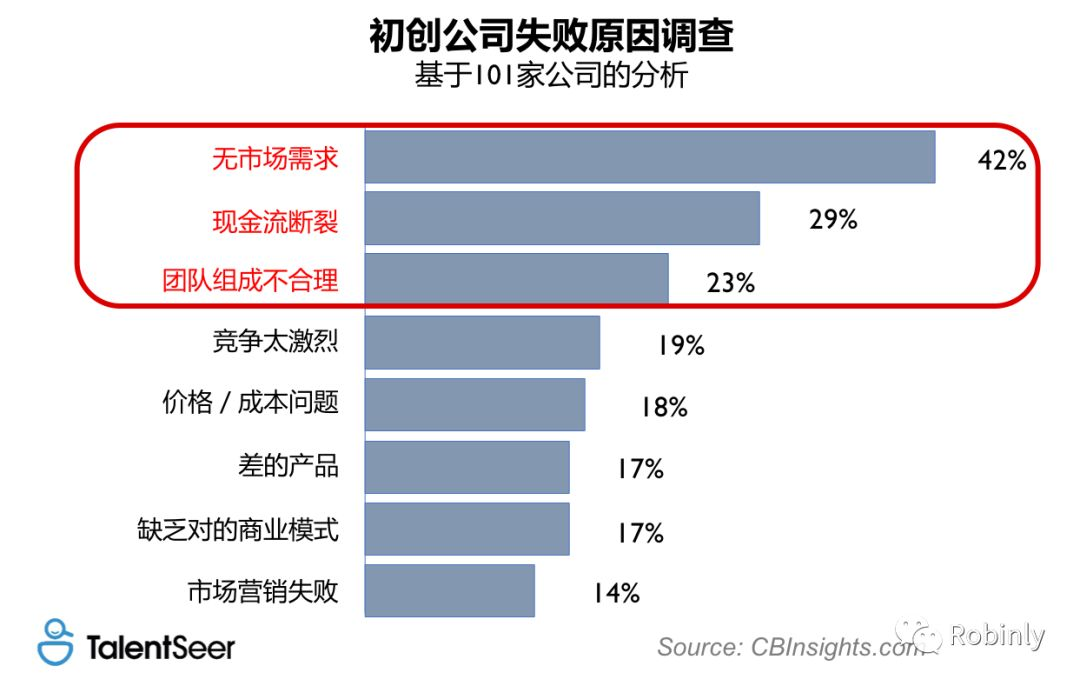 初创公司失败原因调查
基于101家公司的分析
无市场需求 42%
现金流断裂 29%
团队组成不合理 23%
竞争太激烈 19%
价格 / 成本问题 18%
差的产品 17%
缺乏对的商业模式 17%
市场营销失败 14%
TalentSeer
Source: CBInsights.com
Robinly